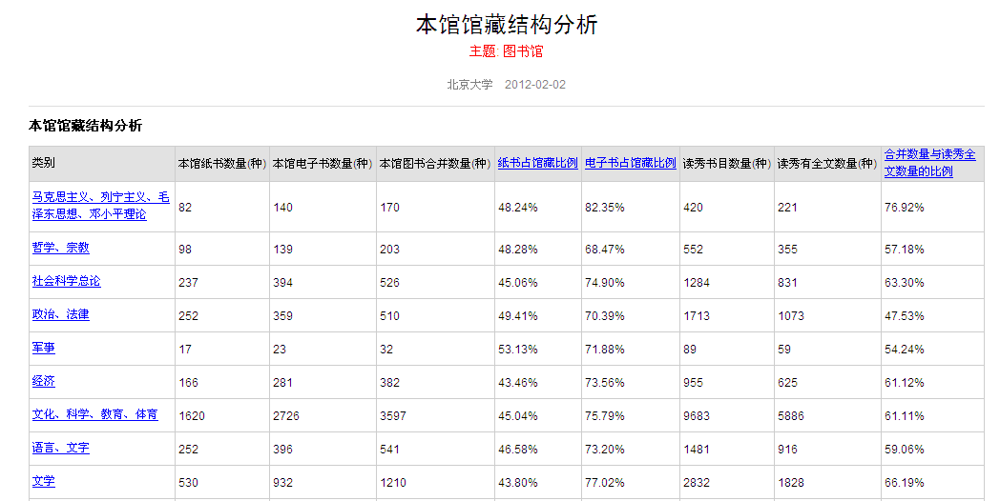 本馆馆藏结构分析
主题: 图书馆
北京大学 2012-02-02
本馆馆藏结构分析
类别 本馆纸书数量(种) 本馆电子书数量(种) 本馆图书合并数量(种) 纸书占馆藏比例 电子书占馆藏比例 读秀书目数量(种) 读秀有全文数量(种) 合并数量与读秀全
文数量的比例
马克思主义、列宁主义、毛
泽东思想、邓小平理论 82 140 170 48.24% 82.35% 420 221 76.92%
哲学、宗教 98 139 203 48.28% 68.47% 552 355 57.18%
社会科学总论 237 394 526 45.06% 74.90% 1284 831 63.30%
政治、法律 252 359 510 49.41% 70.39% 1713 1073 47.53%
军事 17 23 32 53.13% 71.88% 89 59 54.24%
经济 166 281 382 43.46% 73.56% 955 625 61.12%
文化、科学、教育、体育 1620 2726 3597 45.04% 75.79% 9683 5886 61.11%
语言、文字 252 396 541 46.58% 73.20% 1481 916 59.06%
文学 530 932 1210 43.80% 77.02% 2832 1828 66.19%